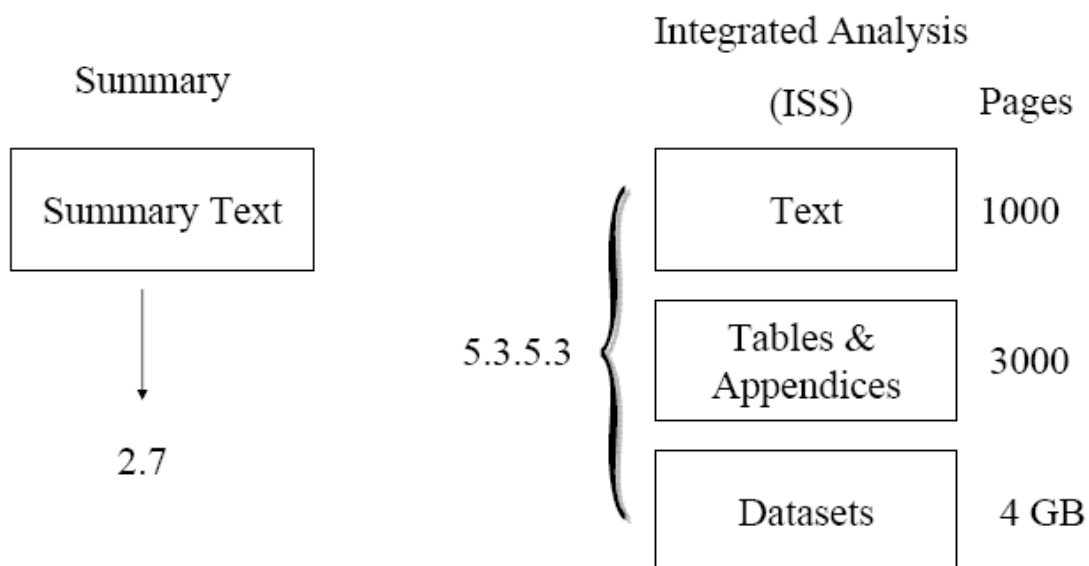 Integrated Analysis
Summary
(ISS)
Pages
Summary Text
Text
1000
5.3.5.3
Tables &
Appendices
3000
2.7
Datasets
4 GB